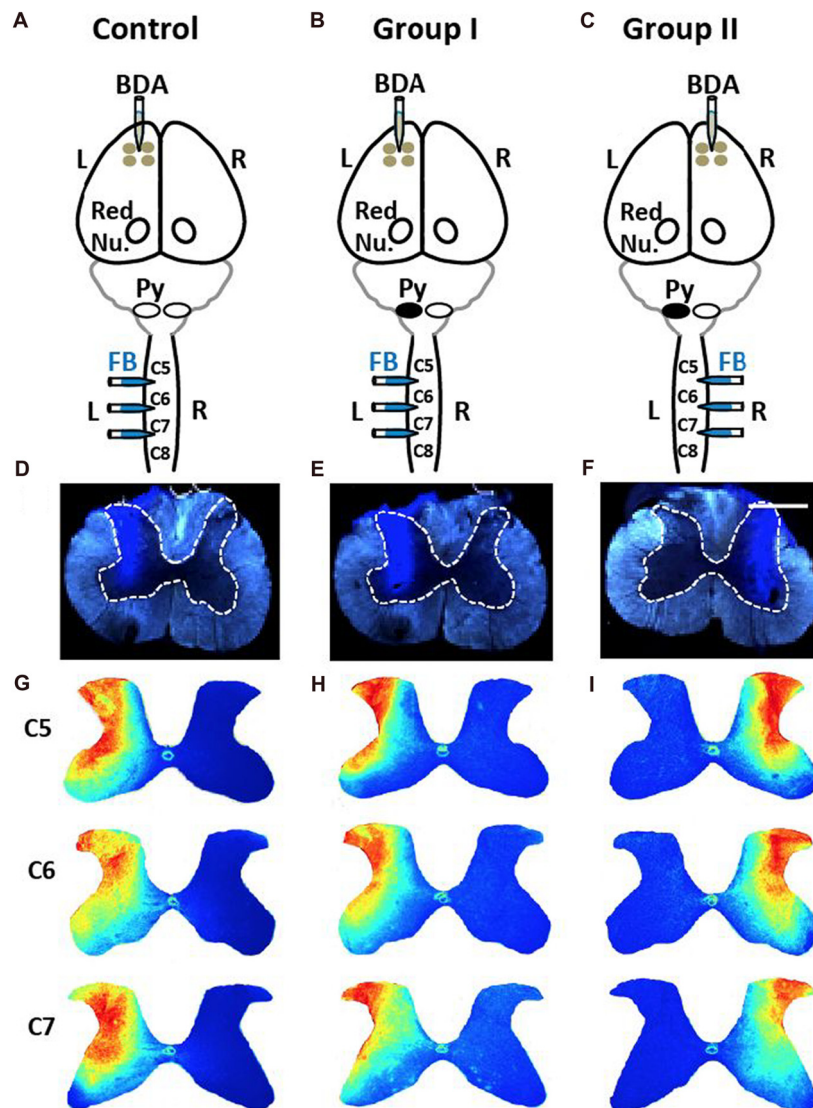 A Control B Group I C Group II
BDA BDA BDA
L R L R L R
Red Red Red
Nu. Nu. Nu.
Py Py Py
FB C5 FB C5 C5 FB
C6 C6 C6
L R L R L R
C7 C7 C7
C8 C8 C8
D E F
G H I
C5
C6
C7